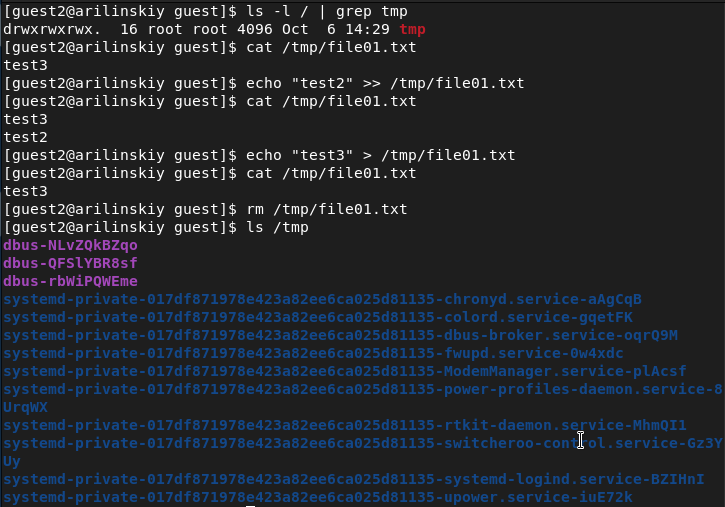 [guest2@arilinskiy guest]$ ls -l / | grep tmp
drwxrwxrwx.  16 root root 4096 Oct  6 14:29 tmp
[guest2@arilinskiy guest]$ cat /tmp/file01.txt
test3
[guest2@arilinskiy guest]$ echo "test2" >> /tmp/file01.txt
[guest2@arilinskiy guest]$ cat /tmp/file01.txt
test3
test2
[guest2@arilinskiy guest]$ echo "test3" > /tmp/file01.txt
[guest2@arilinskiy guest]$ cat /tmp/file01.txt
test3
[guest2@arilinskiy guest]$ rm /tmp/file01.txt
[guest2@arilinskiy guest]$ ls /tmp
dbus-NLvZQkBZqo
dbus-QFSlYBR8sf
dbus-rbWiPQWEme
systemd-private-017df871978e423a82ee6ca025d81135-chronyd.service-aAgCqB
systemd-private-017df871978e423a82ee6ca025d81135-colord.service-gqetFK
systemd-private-017df871978e423a82ee6ca025d81135-dbus-broker.service-oqrQ9M
systemd-private-017df871978e423a82ee6ca025d81135-fwupd.service-0w4xdc
systemd-private-017df871978e423a82ee6ca025d81135-ModemManager.service-plAcsf
systemd-private-017df871978e423a82ee6ca025d81135-power-profiles-daemon.service-8
UrqWX
systemd-private-017df871978e423a82ee6ca025d81135-rtkit-daemon.service-MhmQI1
systemd-private-017df871978e423a82ee6ca025d81135-switcheroo-control.service-Gz3Y
Uy
systemd-private-017df871978e423a82ee6ca025d81135-systemd-logind.service-BZIHnI
systemd-private-017df871978e423a82ee6ca025d81135-upower.service-iuE72k